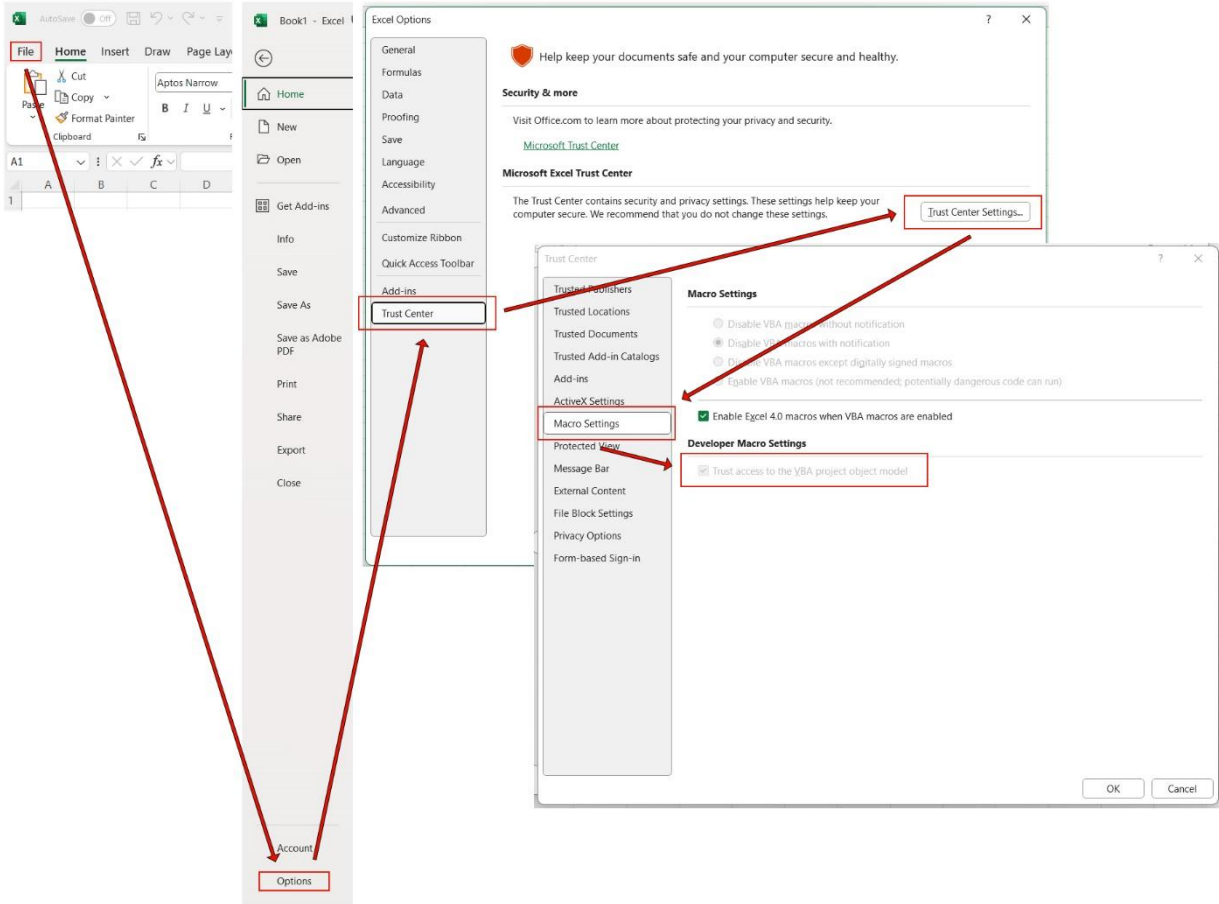 AutoSave Off
File Home Insert Draw Page Lay
Paste
Cut
Copy
Format Painter
Clipboard
Aptos Narrow
B I U
A1
fx
A B C D
1
Book1 - Excel
Home
New
Open
Get Add-ins
Info
Save
Save As
Save as Adobe
PDF
Print
Share
Export
Close
Account
Options
Excel Options
?
General
Formulas
Data
Proofing
Save
Language
Accessibility
Advanced
Customize Ribbon
Quick Access Toolbar
Add-ins
Trust Center
Help keep your documents safe and your computer secure and healthy.
Security & more
Visit Office.com to learn more about protecting your privacy and security.
Microsoft Trust Center
Microsoft Excel Trust Center
The Trust Center contains security and privacy settings. These settings help keep your
computer secure. We recommend that you do not change these settings.
Trust Center Settings...
Trust Center
?
Trusted Publishers
Trusted Locations
Trusted Documents
Trusted Add-in Catalogs
Add-ins
ActiveX Settings
Macro Settings
Protected View
Message Bar
External Content
File Block Settings
Privacy Options
Form-based Sign-in
Macro Settings
Disable VBA macros without notification
Disable VBA macros with notification
Disable VBA macros except digitally signed macros
Enable VBA macros (not recommended; potentially dangerous code can run)
Enable Excel 4.0 macros when VBA macros are enabled
Developer Macro Settings
Trust access to the VBA project object model
OK Cancel